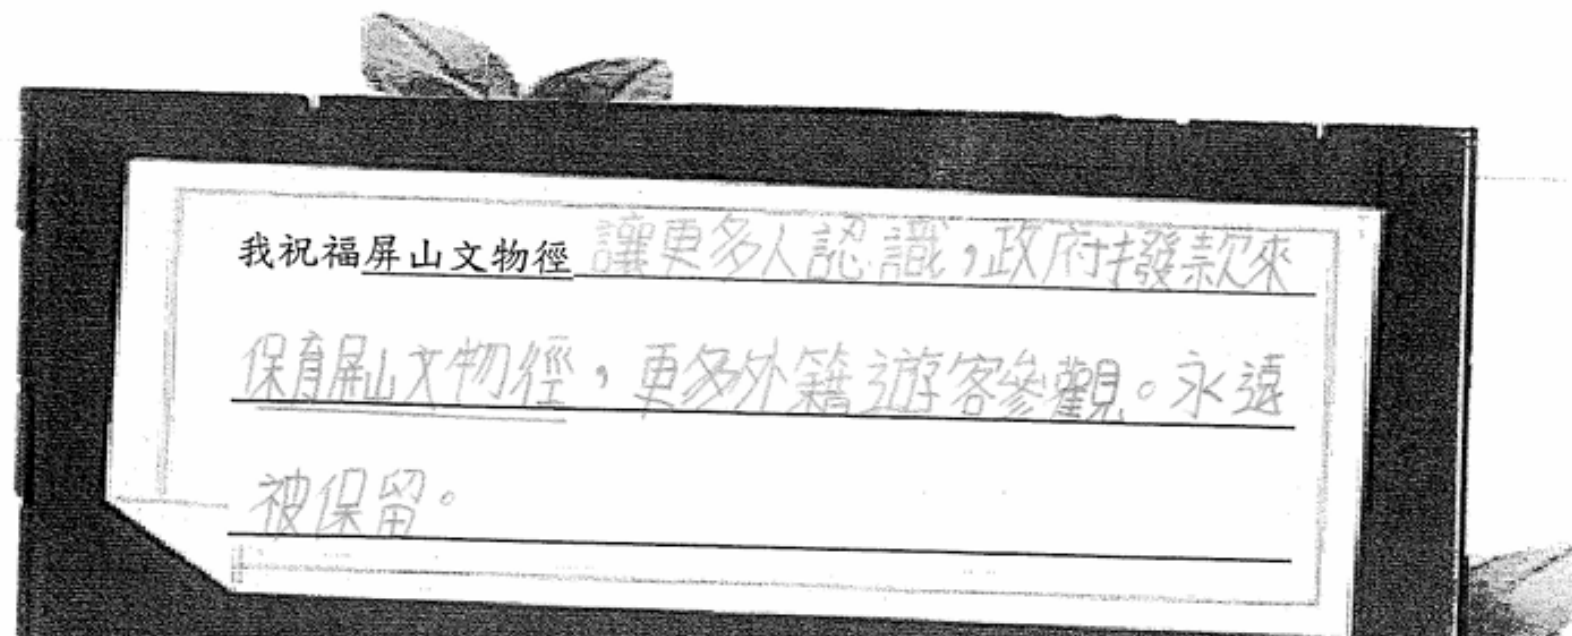 我祝福屏山文物徑 讓更多人認識，政府撥款來
保育屏山文物徑，更多外籍遊客參觀。永遠
被保留。